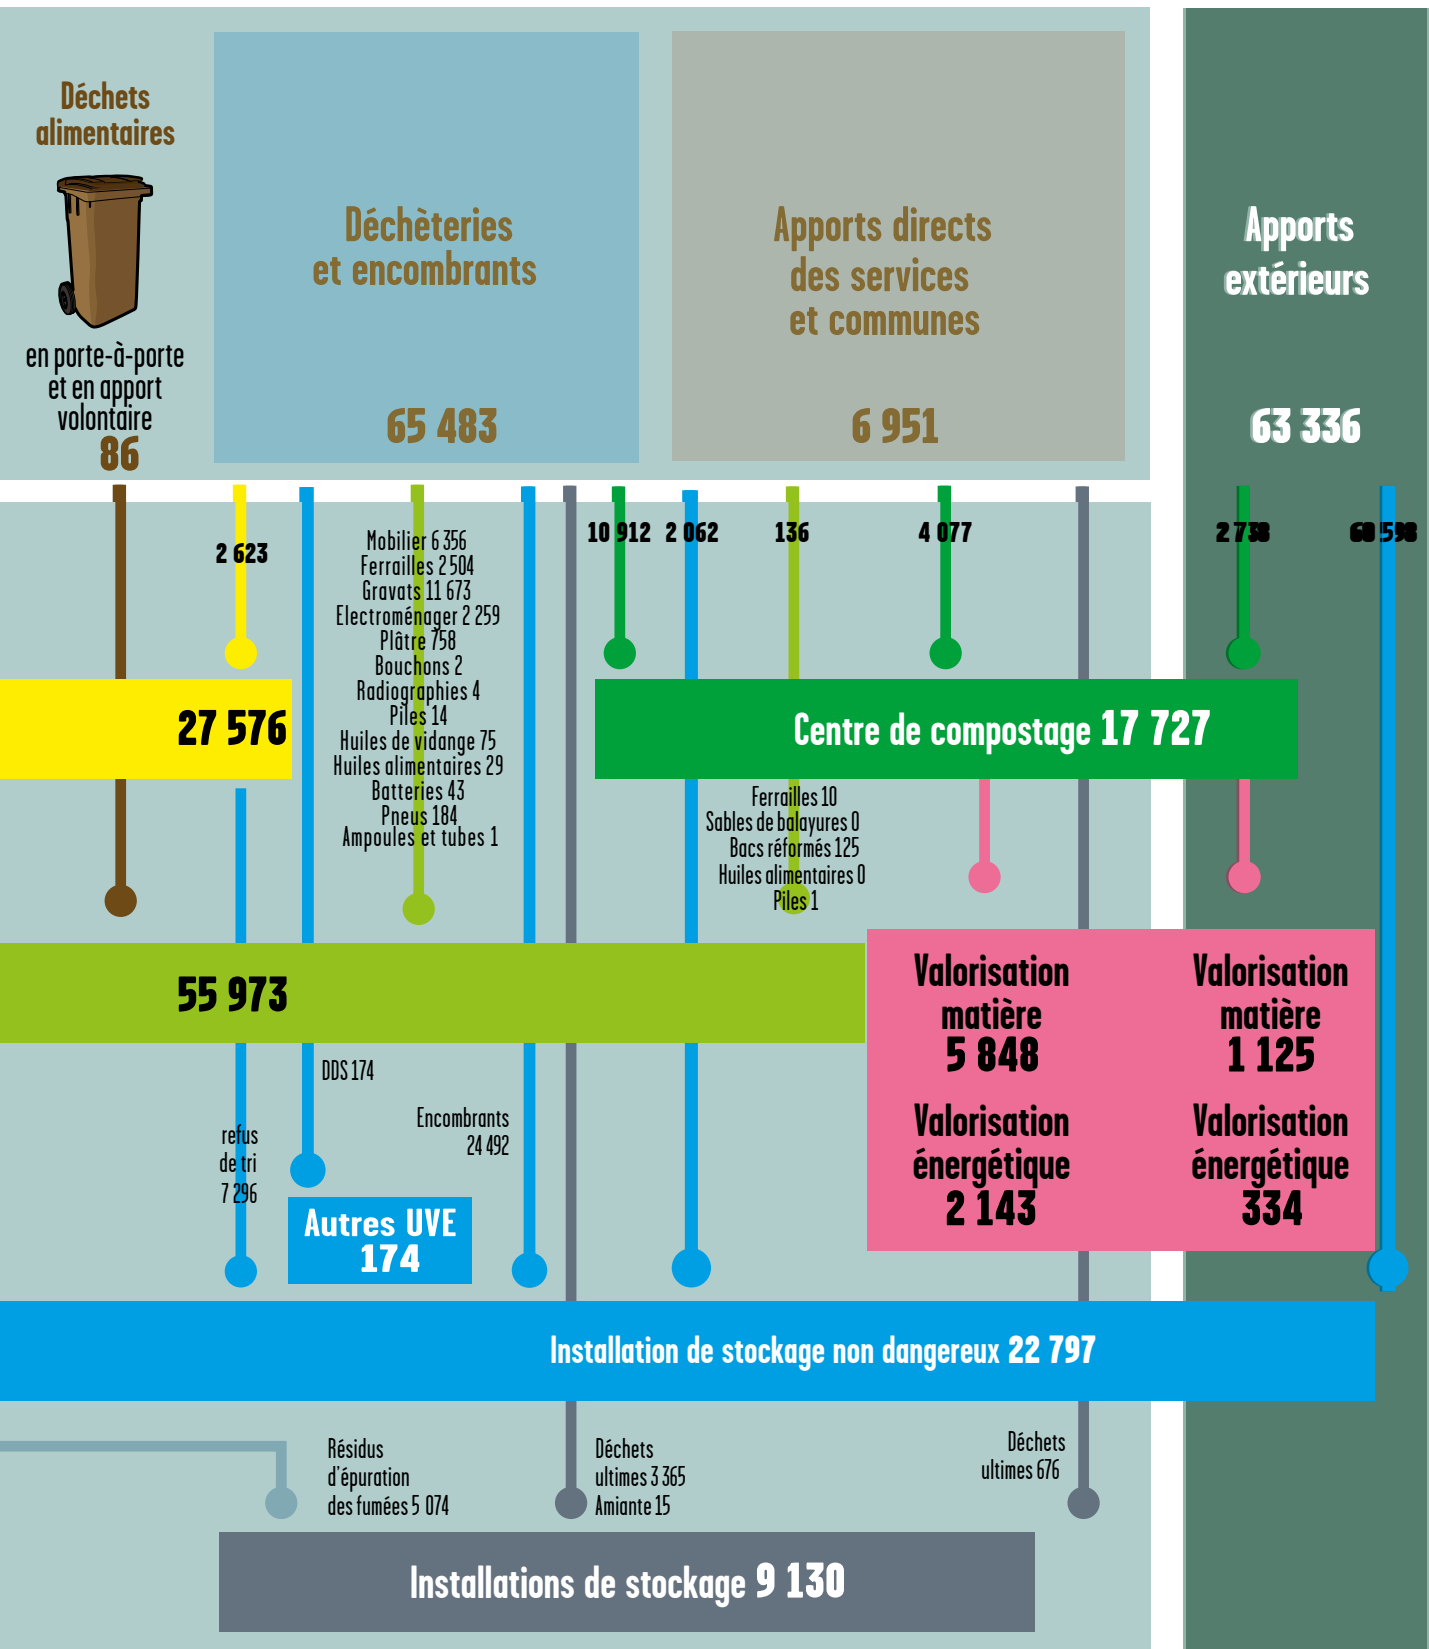 Déchets
alimentaires
en porte-à-porte
et en apport
volontaire
86
Déchèteries
et encombrants
65 483
Apports directs
des services
et communes
6 951
Apports
extérieurs
63 336
2 623
Mobilier 6 356
Ferrailles 2 504
Gravats 11 673
Electroménager 2 259
Plâtre 758
Bouchons 2
Radiographies 4
Piles 14
Huiles de vidange 75
Huiles alimentaires 29
Batteries 43
Pneus 184
Ampoules et tubes 1
10 912
2 062
136
4 077
2 738
60 598
27 576
Centre de compostage 17 727
Ferrailles 10
Sables de balayures 0
Bacs réformés 125
Huiles alimentaires 0
Piles 1
55 973
Valorisation
matière
5 848
Valorisation
énergétique
2 143
Valorisation
matière
1 125
Valorisation
énergétique
334
DDS 174
Encombrants
24 492
refus
de tri
7 296
Autres UVE
174
Installation de stockage non dangereux 22 797
Résidus
d'épuration
des fumées 5 074
Déchets
ultimes 3 365
Amiante 15
Déchets
ultimes 676
Installations de stockage 9 130